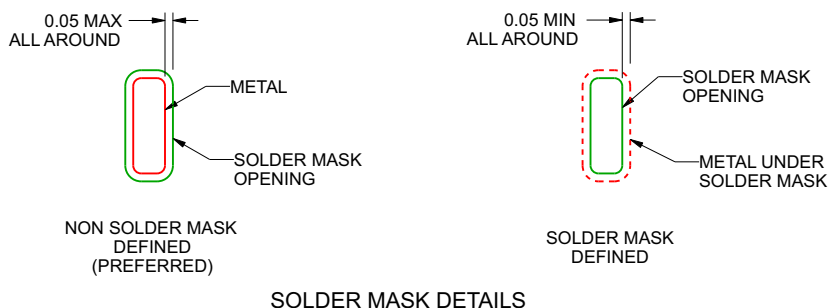 0.05 MAX
ALL AROUND
METAL
SOLDER MASK
OPENING
NON SOLDER MASK
DEFINED
(PREFERRED)
0.05 MIN
ALL AROUND
SOLDER MASK
OPENING
METAL UNDER
SOLDER MASK
SOLDER MASK
DEFINED
SOLDER MASK DETAILS